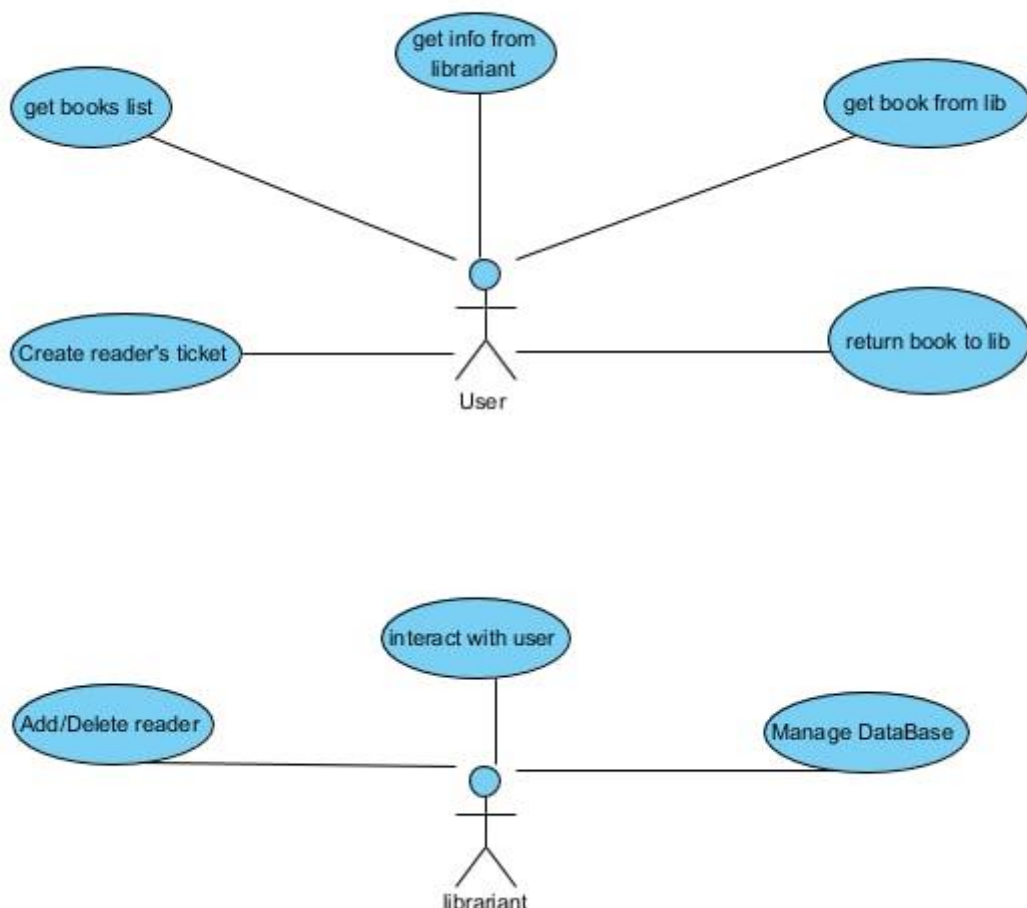 get info from
librariant
get books list
get book from lib
Create reader's ticket
return book to lib
User
interact with user
Add/Delete reader
Manage DataBase
librariant